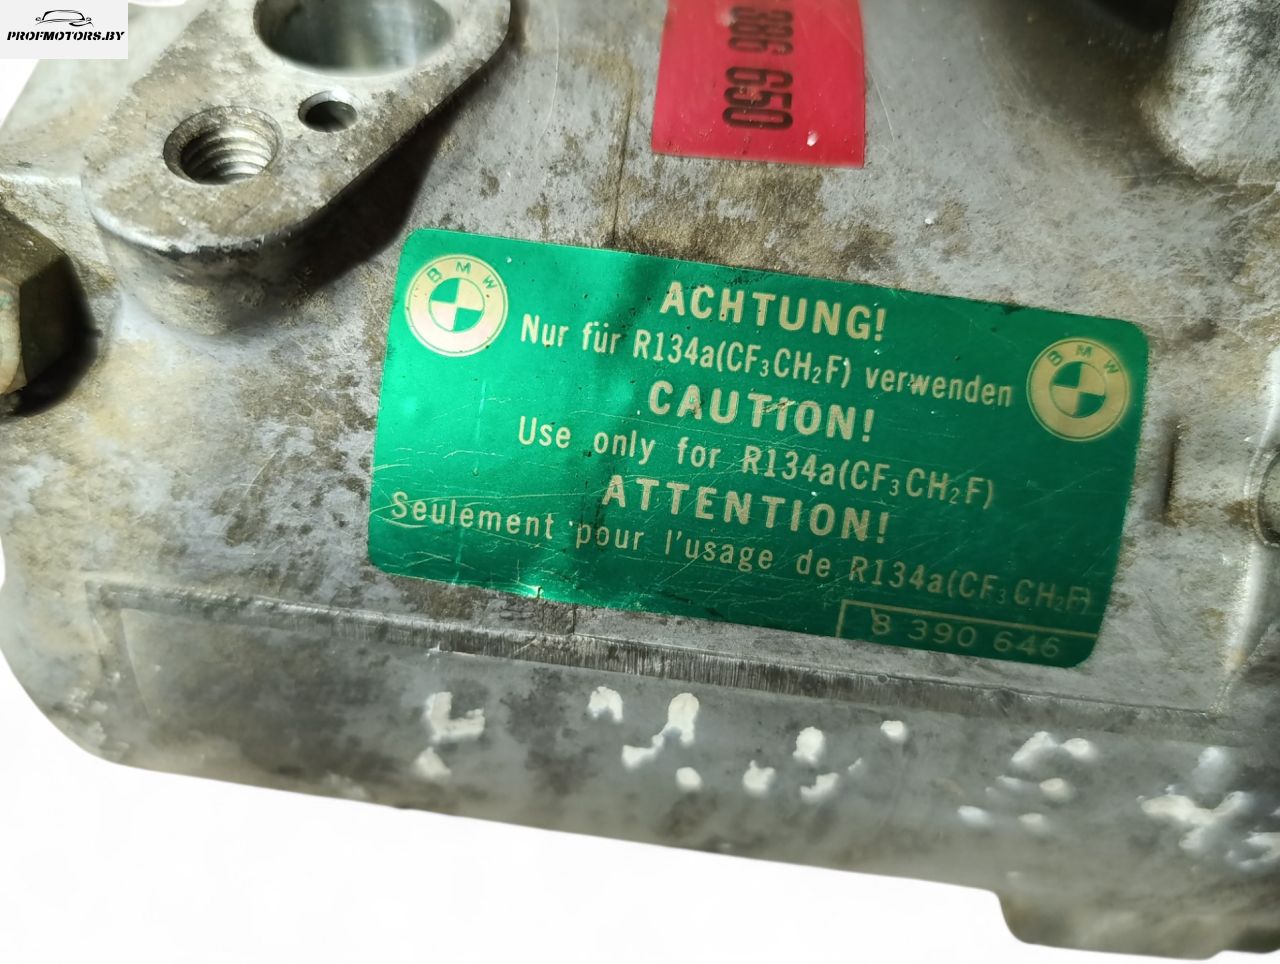 PROFMOTORS.BY
386 650
BMW
ACHTUNG!
Nur für R134a(CF₃CH₂F) verwenden
BMW
CAUTION!
Use only for R134a(CF₃CH₂F)
ATTENTION!
Seulement pour l'usage de R134a(CF₃CH₂F)
8 390 646